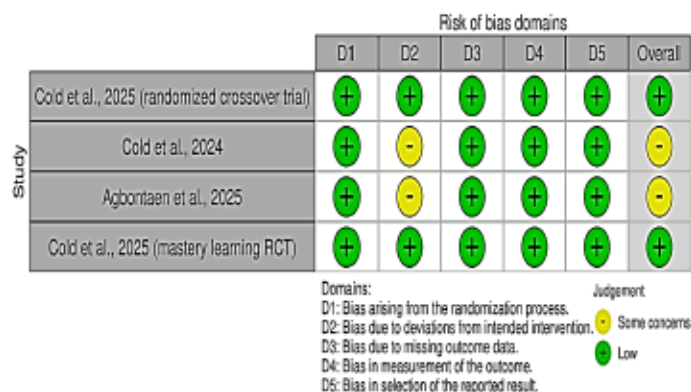 Risk of bias domains
D1 D2 D3 D4 D5 Overall
Study
Cold et al., 2025 (randomized crossover trial) + + + + + +
Cold et al., 2024 + - + + + -
Agbontaen et al., 2025 + - + + + -
Cold et al., 2025 (mastery learning RCT) + + + + + +
Domains:
D1: Bias arising from the randomization process.
D2: Bias due to deviations from intended intervention.
D3: Bias due to missing outcome data.
D4: Bias in measurement of the outcome.
D5: Bias in selection of the reported result.
Judgement
- Some concerns
+ Low